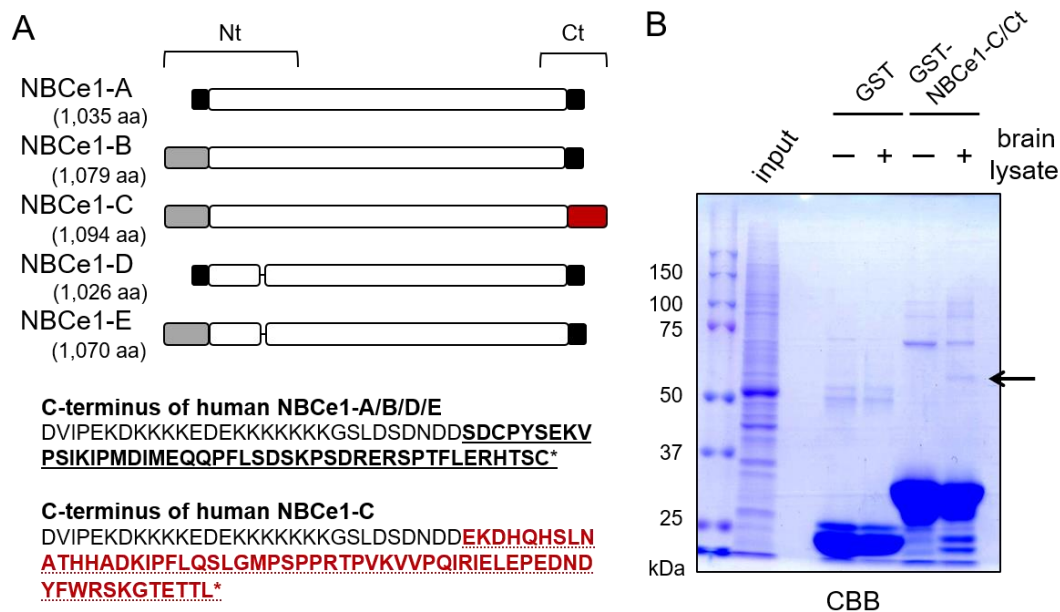 A
Nt
Ct
NBCe1-A
(1,035 aa)
NBCe1-B
(1,079 aa)
NBCe1-C
(1,094 aa)
NBCe1-D
(1,026 aa)
NBCe1-E
(1,070 aa)
C-terminus of human NBCe1-A/B/D/E
DVIPEKDKKKKEDEKKKKKKKGSLDSDNDDSDCPYSEKV
PSIKIPMDIMEQQPFLSDSKPSDRERSPTFLERHTSC*
C-terminus of human NBCe1-C
DVIPEKDKKKKEDEKKKKKKKGSLDSDNDDEKDHQHSLN
ATHHADKIPFLQSLGMPSPPRTPVKVVPQIRIELEPEDND
YFWRSKGTETTL*
B
GST
GST-
NBCe1-C/Ct
input
— + — + brain
lysate
150
100
75
50
37
25
kDa
CBB